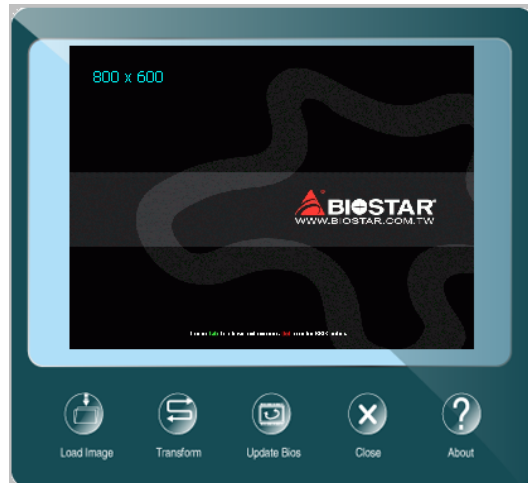 800 x 600
BIOSTAR
WWW.BIOSTAR.COM.TW
Load Image
Transform
Update Bios
Close
About